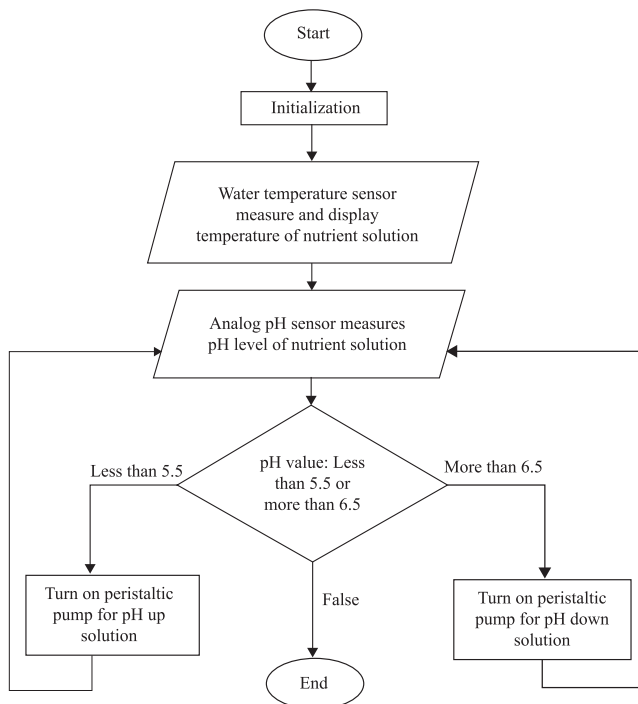 Start
Initialization
Water temperature sensor
measure and display
temperature of nutrient solution
Analog pH sensor measures
pH level of nutrient solution
Less than 5.5
pH value: Less
than 5.5 or
more than 6.5
More than 6.5
Turn on peristaltic
pump for pH up
solution
False
Turn on peristaltic
pump for pH down
solution
End